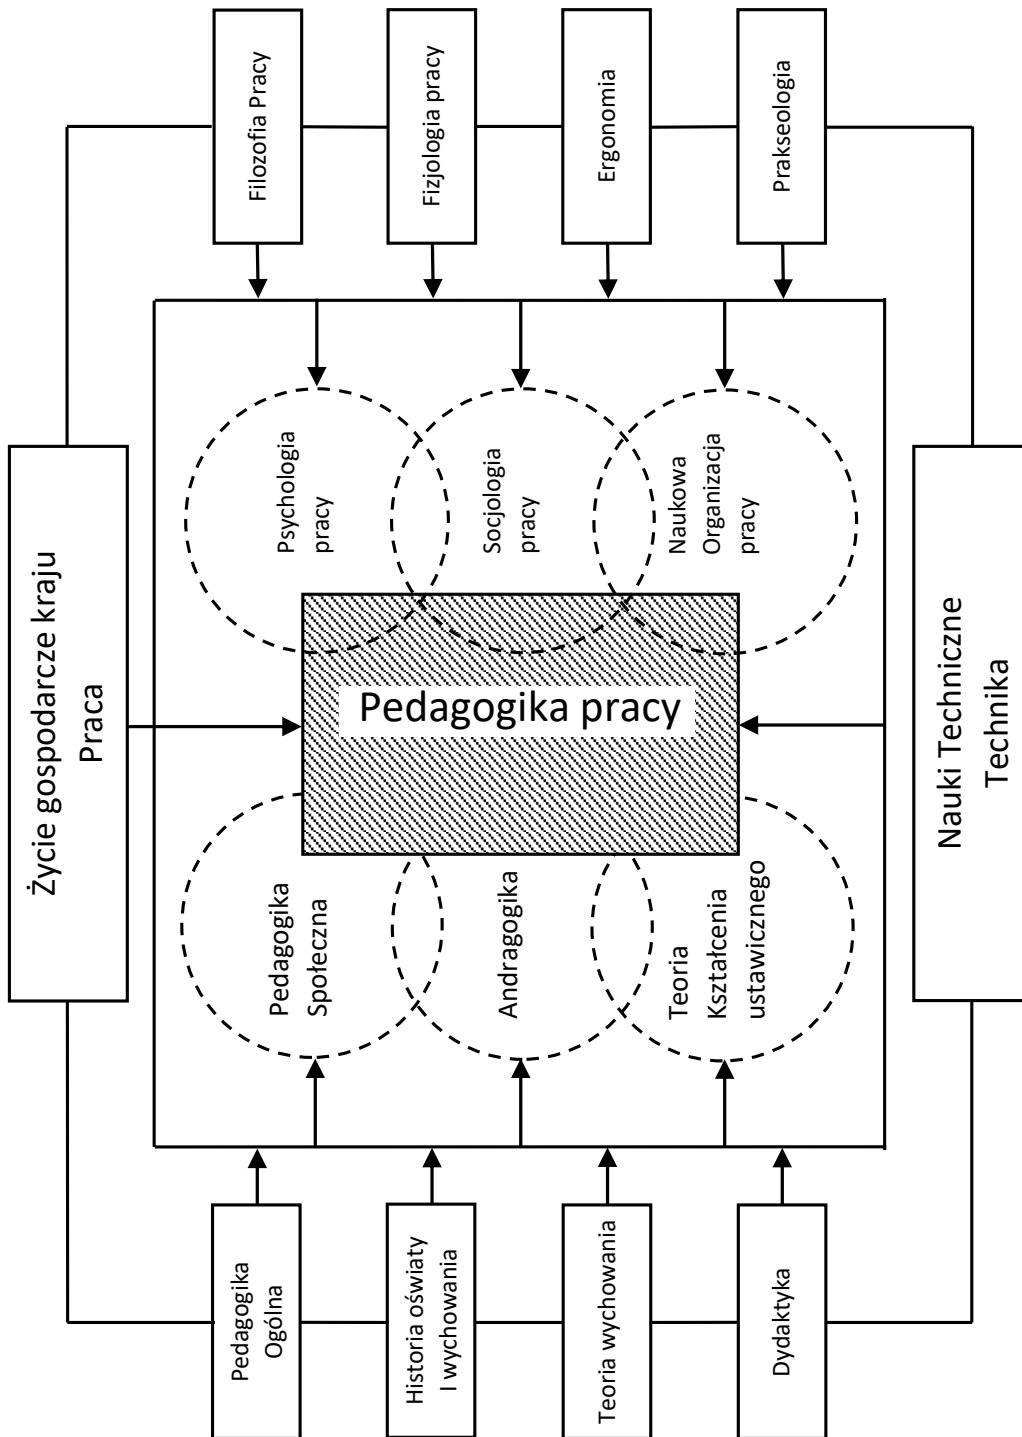 Filozofia Pracy
Fizjologia pracy
Ergonomia
Prakseologia
Życie gospodarcze kraju
Praca
Psychologia
pracy
Socjologia
pracy
Naukowa
Organizacja
pracy
Pedagogika pracy
Nauki Techniczne
Technika
Pedagogika
Społeczna
Andragogika
Teoria
Kształcenia
ustawicznego
Pedagogika
Ogólna
Historia oświaty
I wychowania
Teoria wychowania
Dydaktyka